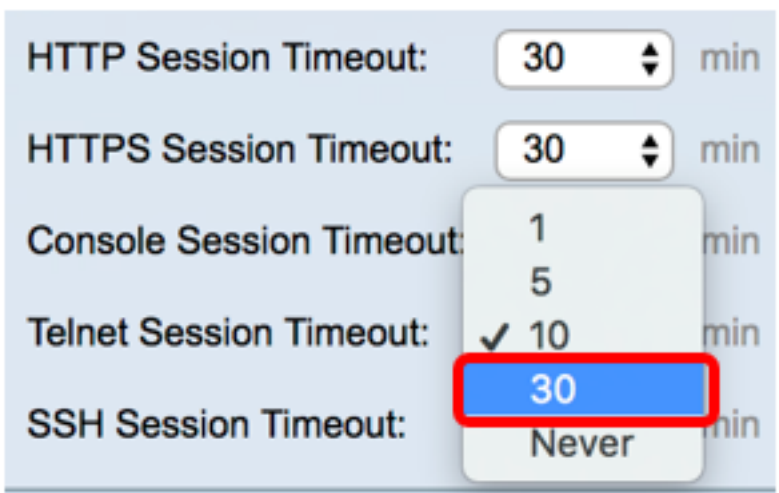 HTTP Session Timeout: 30 min
HTTPS Session Timeout: 30 min
Console Session Timeout: 1 min
5
Telnet Session Timeout: ✓ 10 min
30
SSH Session Timeout: Never min